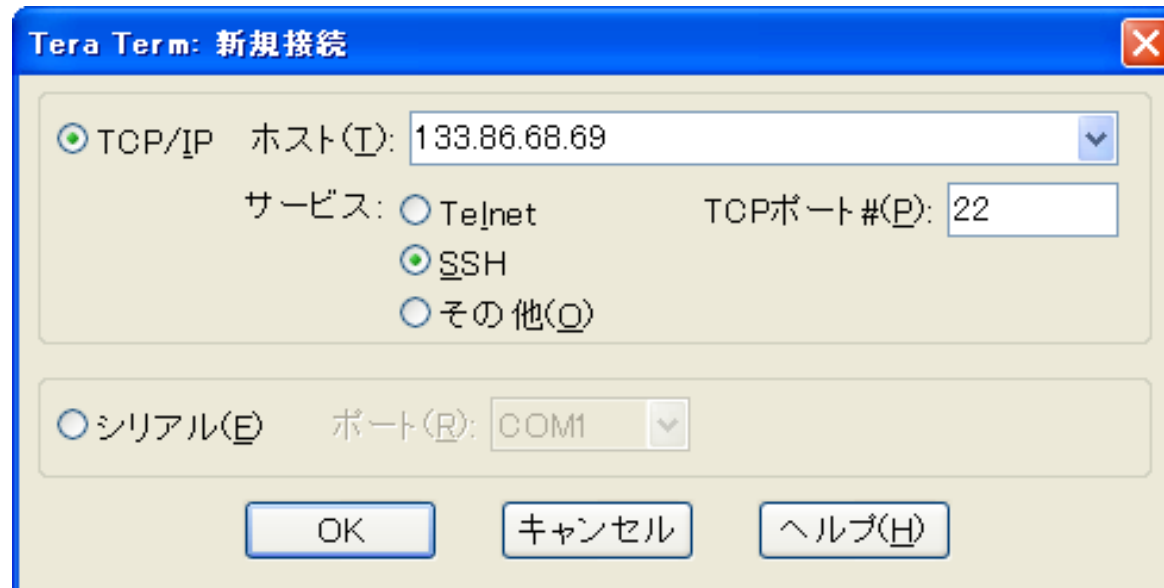 Tera Term: 新規接続
TCP/IP ホスト(T): 133.86.68.69
サービス: Telnet TCPポート#(P): 22
SSH
その他(O)
シリアル(E) ポート(R): COM1
OK キャンセル ヘルプ(H)